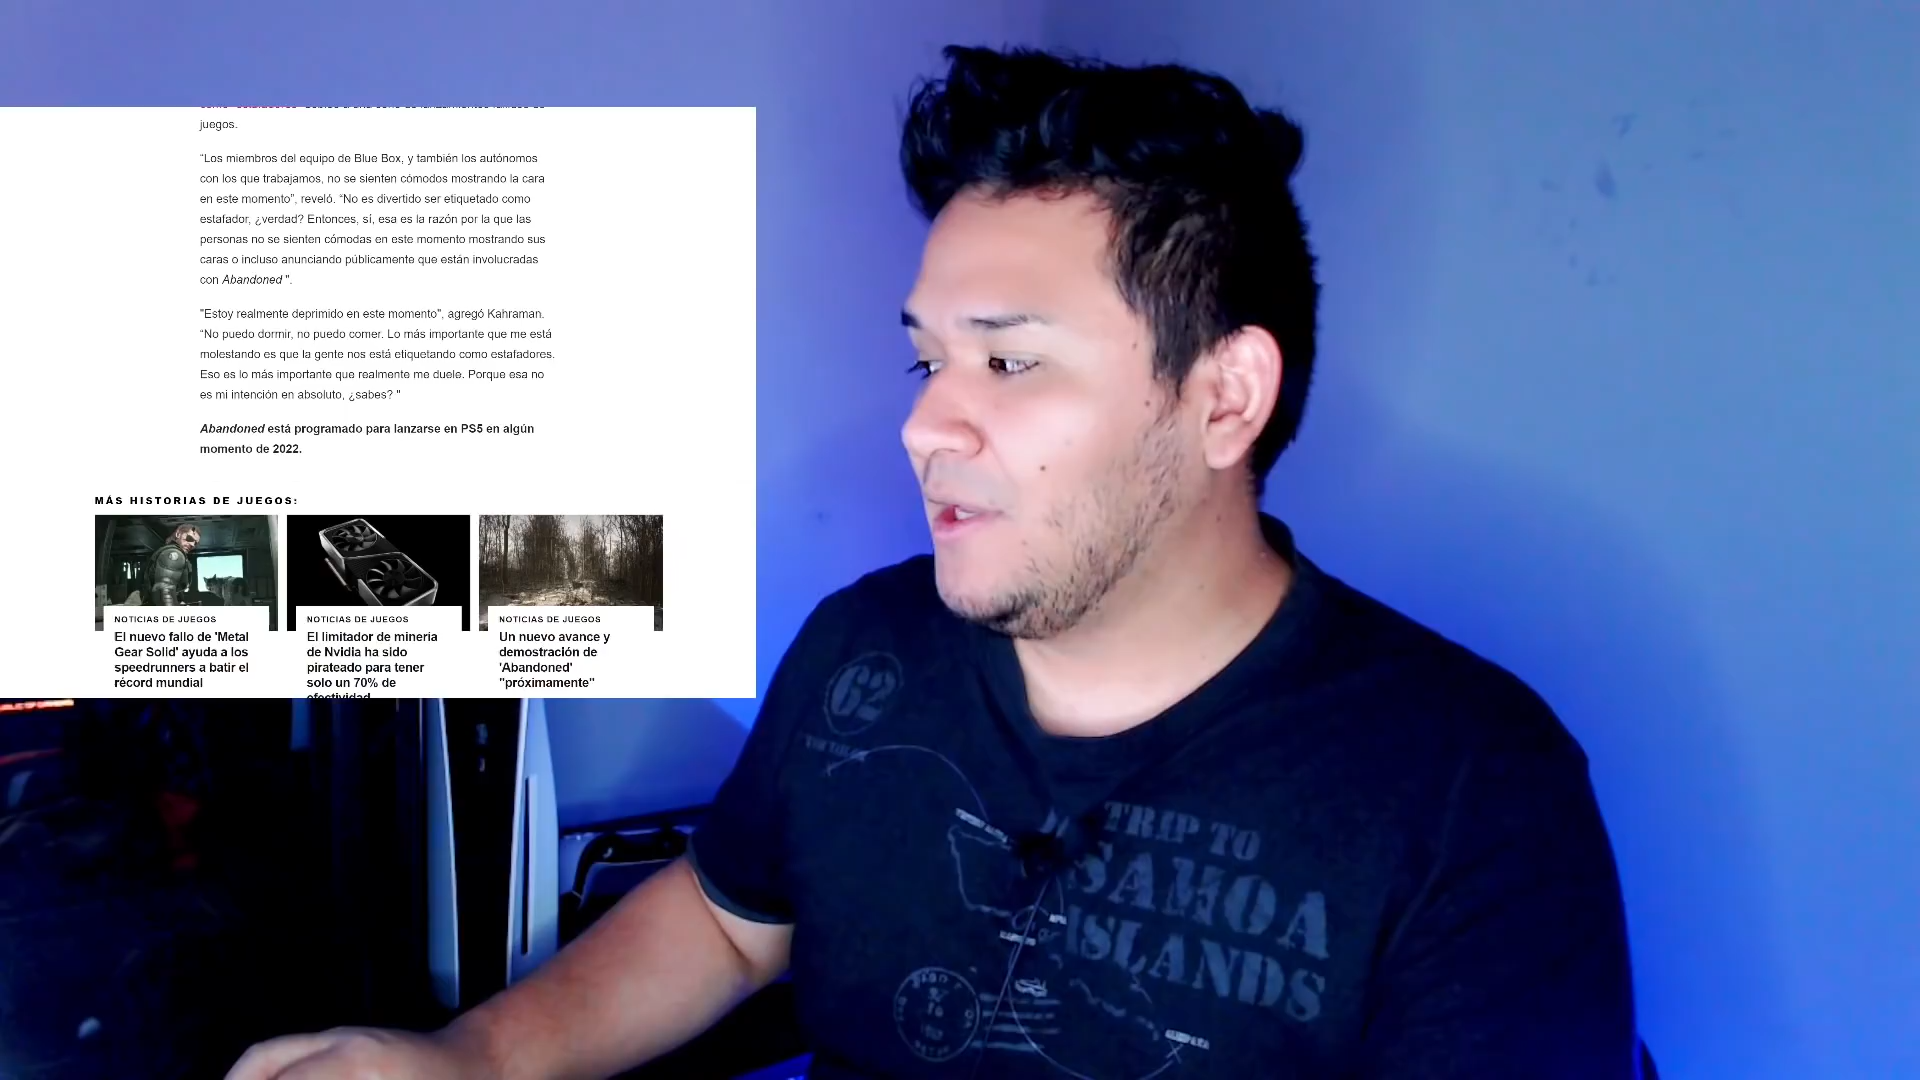 juegos.
“Los miembros del equipo de Blue Box, y también los autónomos
con los que trabajamos, no se sienten cómodos mostrando la cara
en este momento”, reveló. “No es divertido ser etiquetado como
estafador, ¿verdad? Entonces, sí, esa es la razón por la que las
personas no se sienten cómodas en este momento mostrando sus
caras o incluso anunciando públicamente que están involucradas
con Abandoned ".
"Estoy realmente deprimido en este momento", agregó Kahraman.
“No puedo dormir, no puedo comer. Lo más importante que me está
molestando es que la gente nos está etiquetando como estafadores.
Eso es lo más importante que realmente me duele. Porque esa no
es mi intención en absoluto, ¿sabes? "
Abandoned está programado para lanzarse en PS5 en algún
momento de 2022.
MÁS HISTORIAS DE JUEGOS:
NOTICIAS DE JUEGOS
El nuevo fallo de 'Metal
Gear Solid' ayuda a los
speedrunners a batir el
récord mundial
NOTICIAS DE JUEGOS
El limitador de minería
de Nvidia ha sido
pirateado para tener
solo un 70% de
efectividad
NOTICIAS DE JUEGOS
Un nuevo avance y
demostración de
'Abandoned'
"próximamente"
62
TRIP TO
SAMOA
ISLANDS